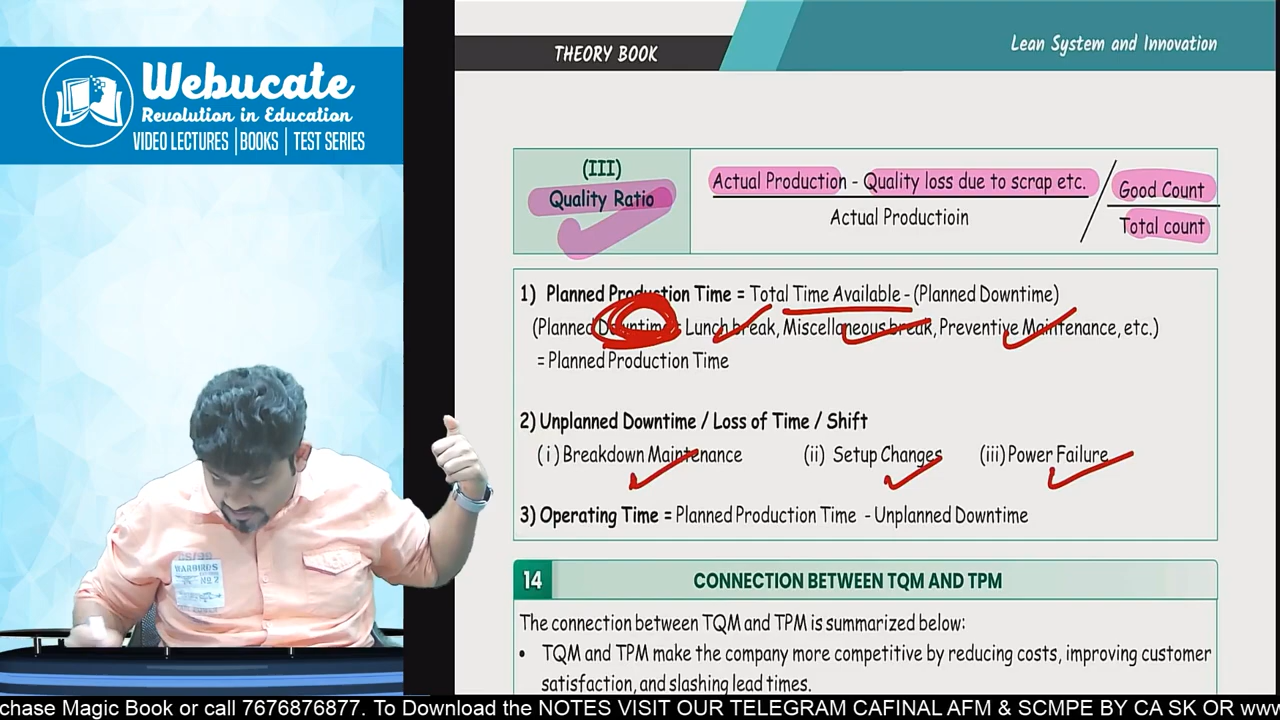 Webucate
Revolution in Education
VIDEO LECTURES | BOOKS | TEST SERIES
THEORY BOOK
Lean System and Innovation
(III)
Quality Ratio
Actual Production - Quality loss due to scrap etc.
Actual Productioin
Good Count
Total count
1) Planned Production Time = Total Time Available - (Planned Downtime)
(Planned Downtime : Lunch break, Miscellaneous break, Preventive Maintenance, etc.)
= Planned Production Time
2) Unplanned Downtime / Loss of Time / Shift
(i) Breakdown Maintenance (ii) Setup Changes (iii) Power Failure
3) Operating Time = Planned Production Time - Unplanned Downtime
14 CONNECTION BETWEEN TQM AND TPM
The connection between TQM and TPM is summarized below:
• TQM and TPM make the company more competitive by reducing costs, improving customer
satisfaction, and slashing lead times.
WARBIRDS
No 7
chase Magic Book or call 7676876877. To Download the NOTES VISIT OUR TELEGRAM CAFINAL AFM & SCMPE BY CA SK OR www